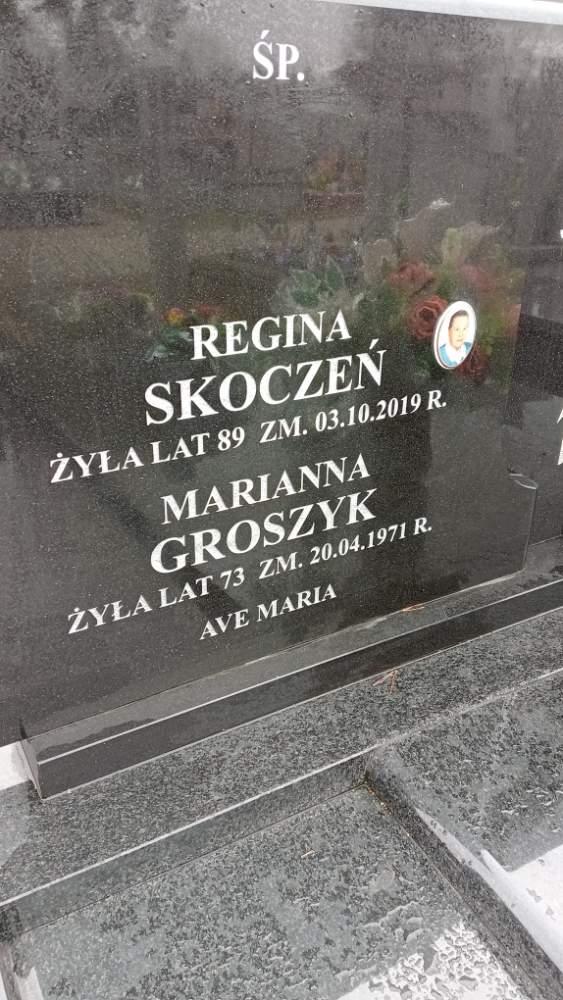 ŚP.
REGINA
SKOCZEŃ
ŻYŁA LAT 89 ZM. 03.10.2019 R.
MARIANNA
GROSZYK
ŻYŁA LAT 73 ZM. 20.04.1971 R.
AVE MARIA